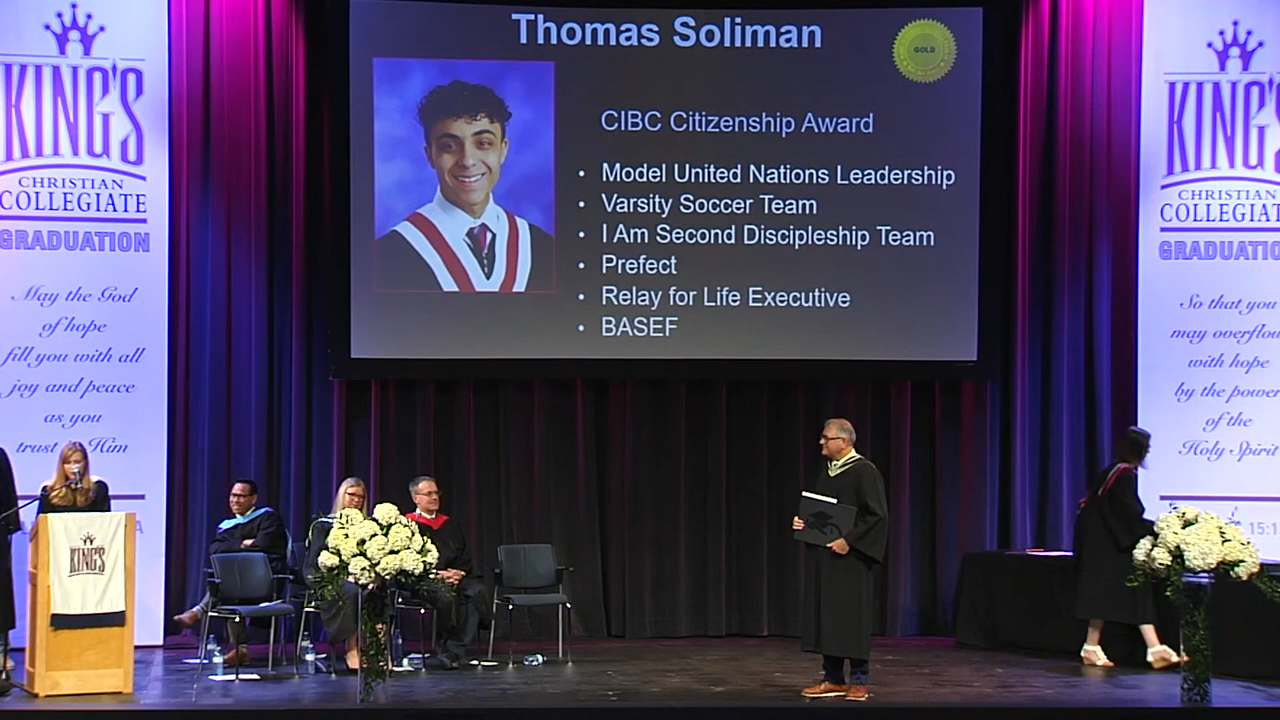 Thomas Soliman
GOLD
CIBC Citizenship Award
• Model United Nations Leadership
• Varsity Soccer Team
• I Am Second Discipleship Team
• Prefect
• Relay for Life Executive
• BASEF
KING'S
CHRISTIAN
COLLEGIATE
GRADUATION
May the God
of hope
fill you with all
joy and peace
as you
trust Him
KING'S
KING'S
CHRISTIAN
COLLEGIAT
GRADUATIO
So that you
may overflow
with hope
by the power
of the
Holy Spirit
15:1